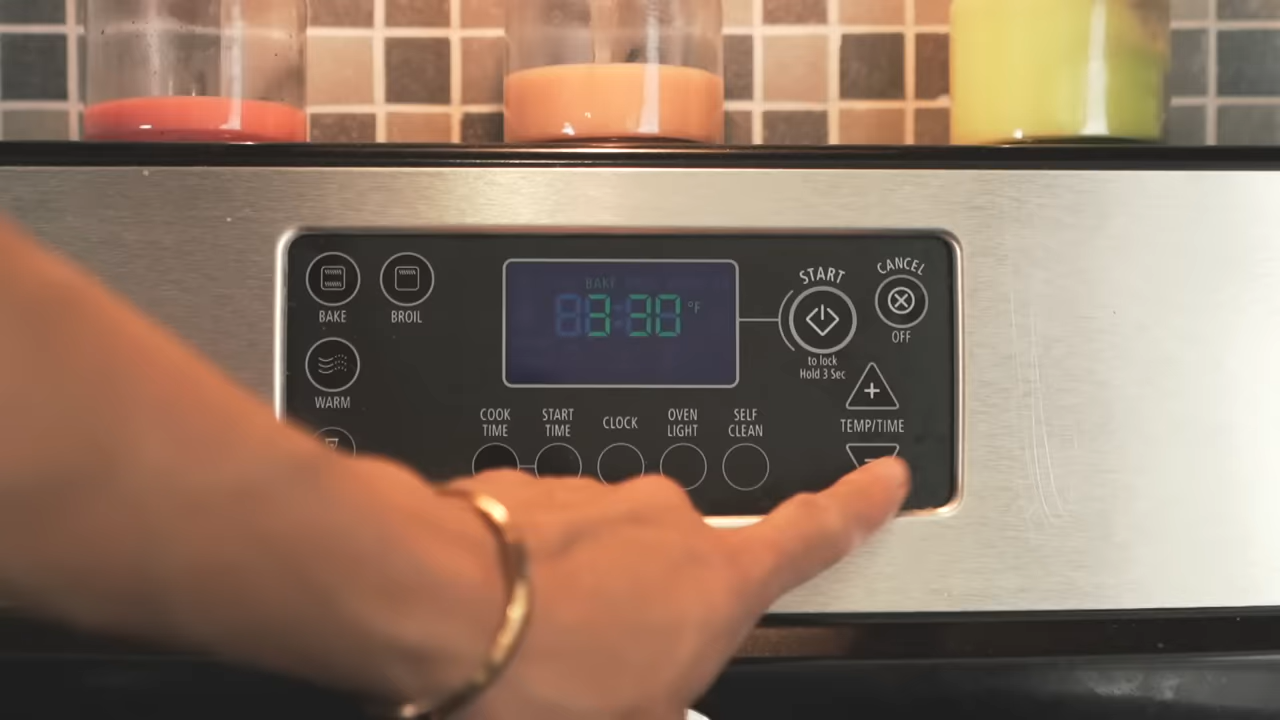 BAKE
BROIL
WARM
BAKE
330 °F
START
to lock
Hold 3 Sec
CANCEL
OFF
+
TEMP/TIME
-
COOK
TIME
START
TIME
CLOCK
OVEN
LIGHT
SELF
CLEAN